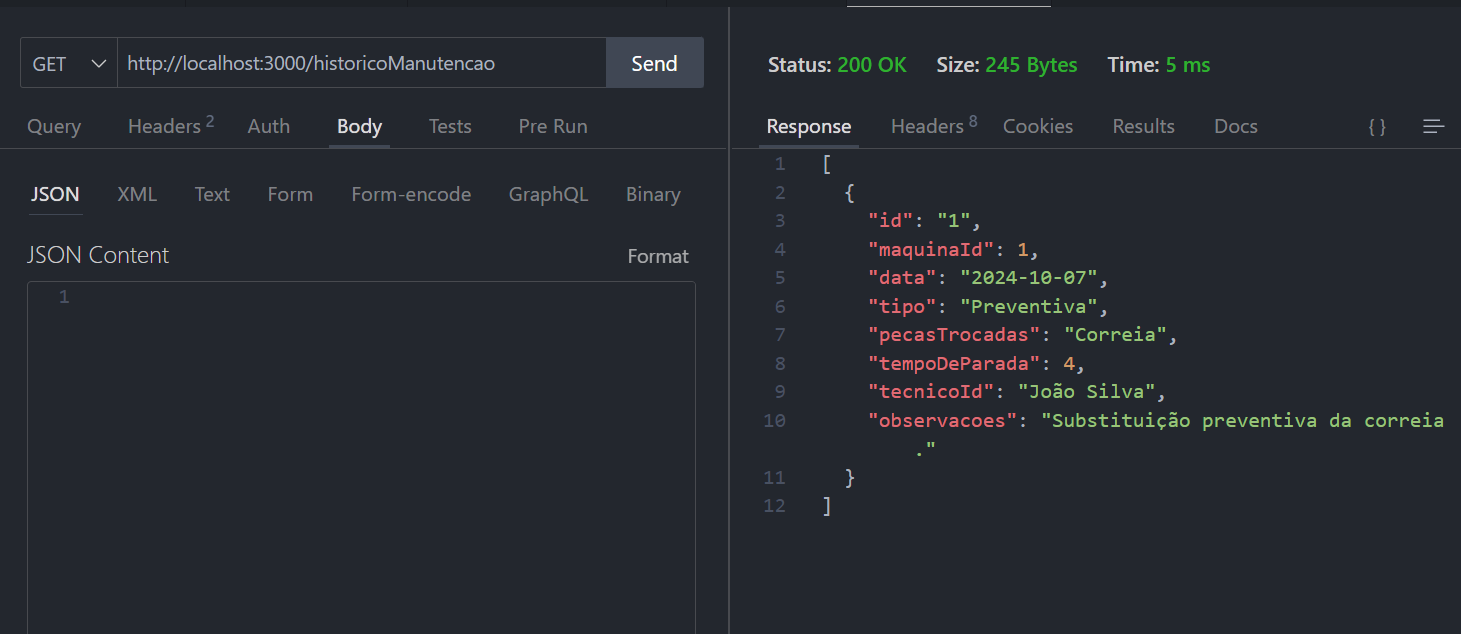 GET http://localhost:3000/historicoManutencao Send
Query Headers 2 Auth Body Tests Pre Run
JSON XML Text Form Form-encode GraphQL Binary
JSON Content Format
1
Status: 200 OK Size: 245 Bytes Time: 5 ms
Response Headers 8 Cookies Results Docs { }
1 [
2 {
3 "id": "1",
4 "maquinaId": 1,
5 "data": "2024-10-07",
6 "tipo": "Preventiva",
7 "pecasTrocadas": "Correia",
8 "tempoDeParada": 4,
9 "tecnicoId": "João Silva",
10 "observacoes": "Substituição preventiva da correia
."
11 }
12 ]